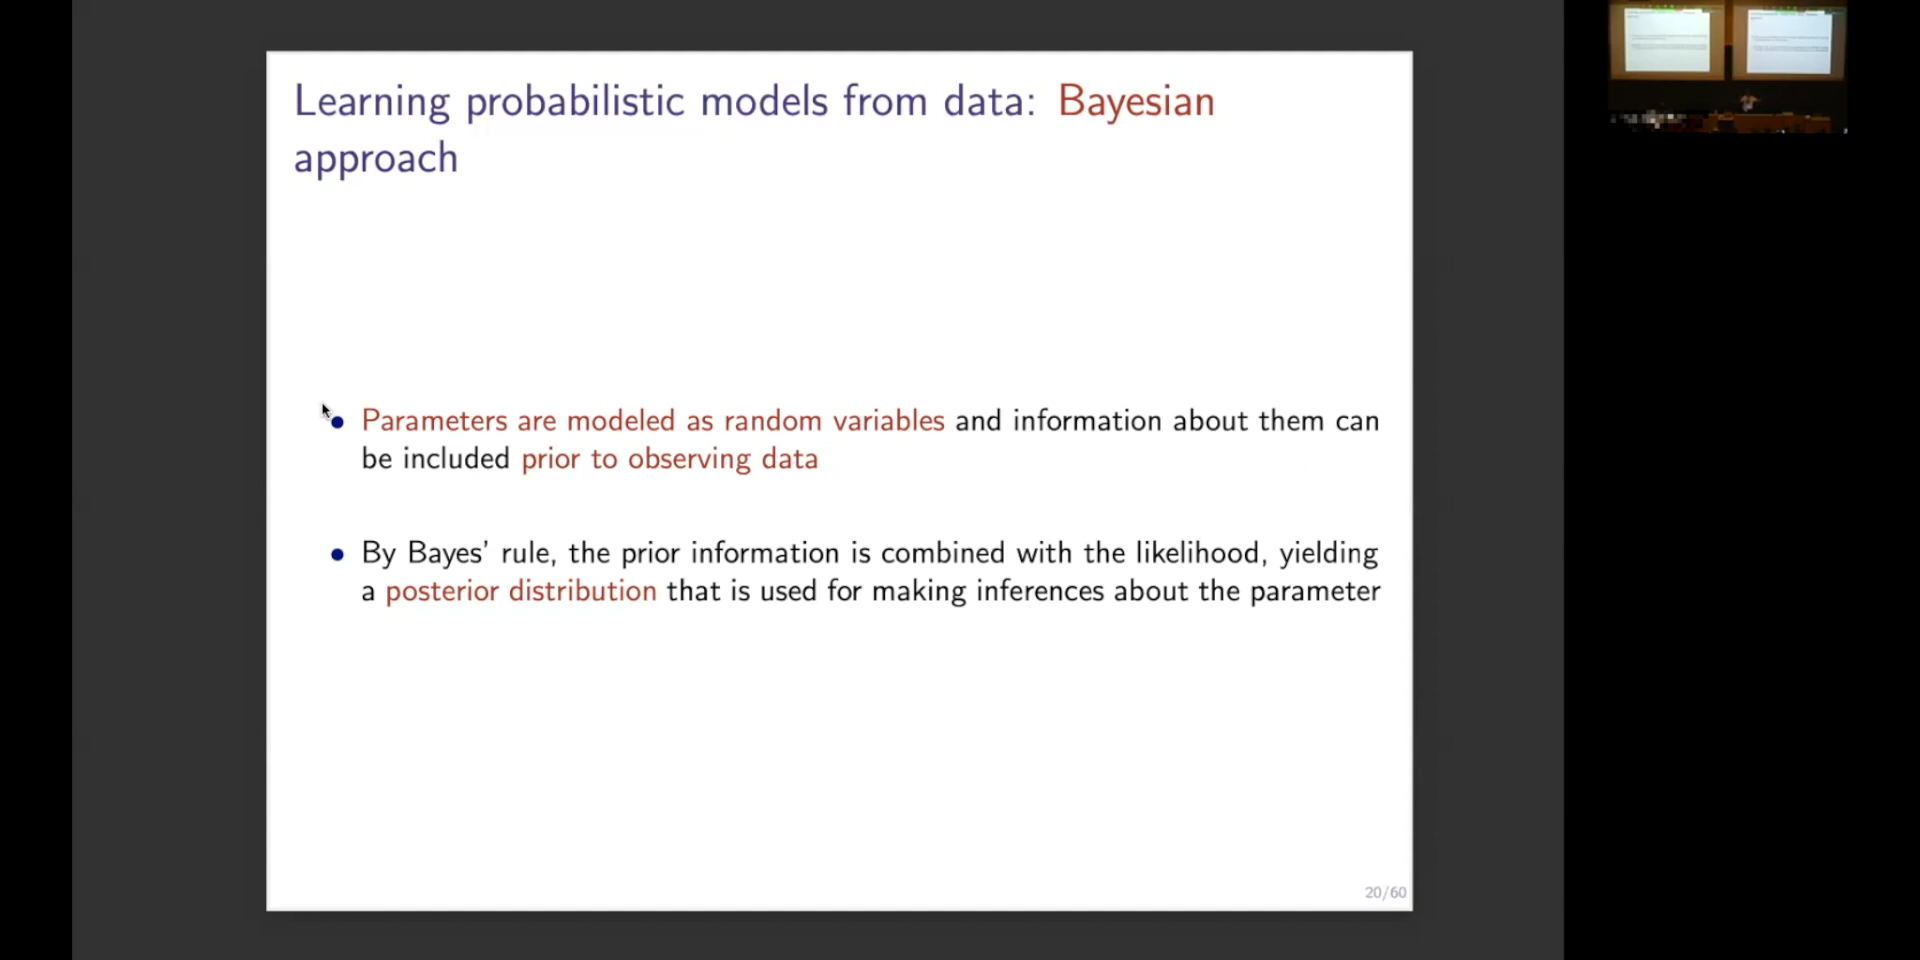 Learning probabilistic models from data: Bayesian
approach
• Parameters are modeled as random variables and information about them can
be included prior to observing data
• By Bayes' rule, the prior information is combined with the likelihood, yielding
a posterior distribution that is used for making inferences about the parameter
20/60